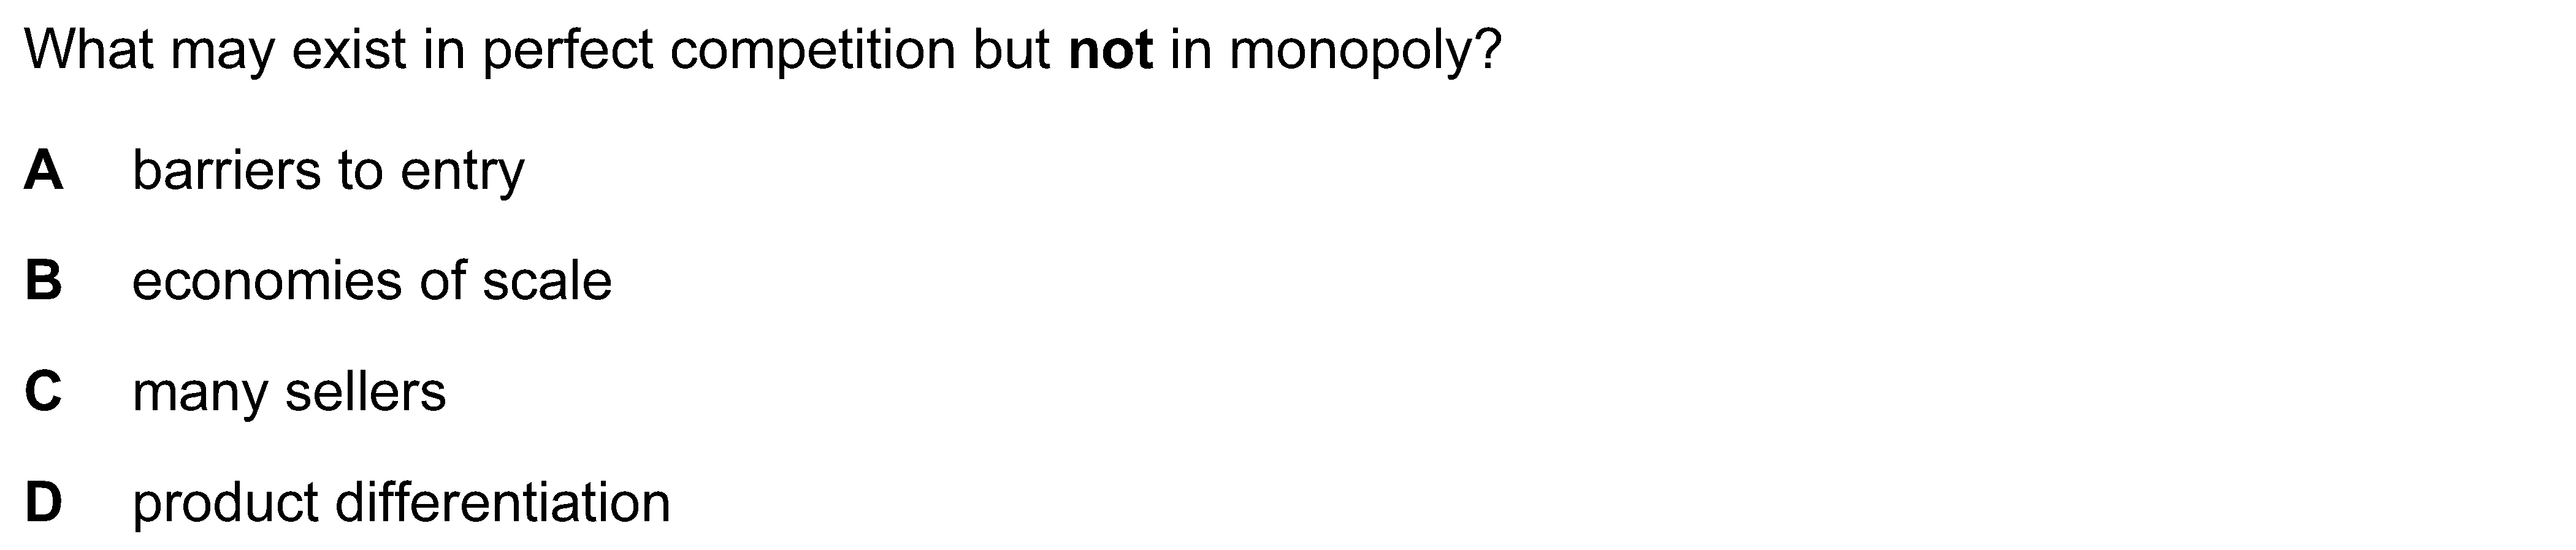 What may exist in perfect competition but not in monopoly?
A barriers to entry
B economies of scale
C many sellers
D product differentiation